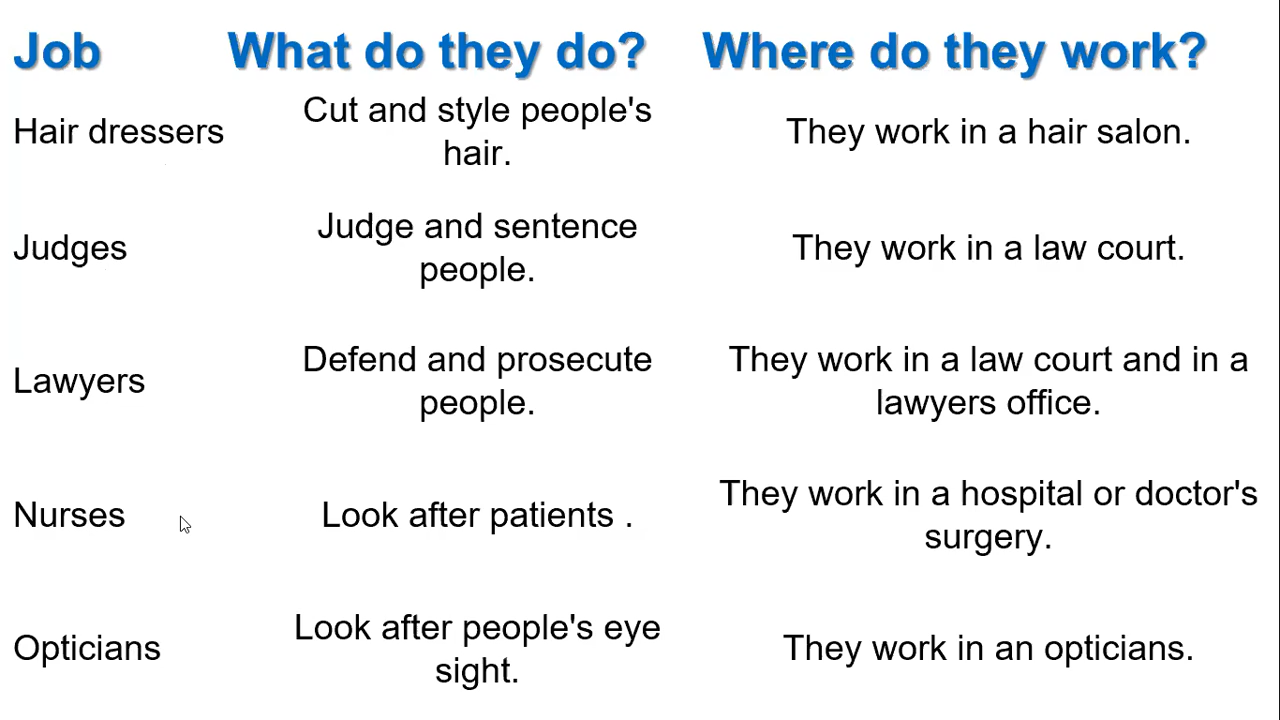 Job What do they do? Where do they work?
Hair dressers
Cut and style people's
hair.
They work in a hair salon.
Judges
Judge and sentence
people.
They work in a law court.
Lawyers
Defend and prosecute
people.
They work in a law court and in a
lawyers office.
Nurses
Look after patients .
They work in a hospital or doctor's
surgery.
Opticians
Look after people's eye
sight.
They work in an opticians.